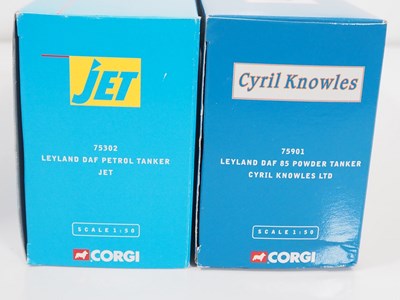 JET
75302
LEYLAND DAF PETROL TANKER
JET
SCALE 1:50
CORGI
Cyril Knowles
75901
LEYLAND DAF 85 POWDER TANKER
CYRIL KNOWLES LTD
SCALE 1:50
CORGI